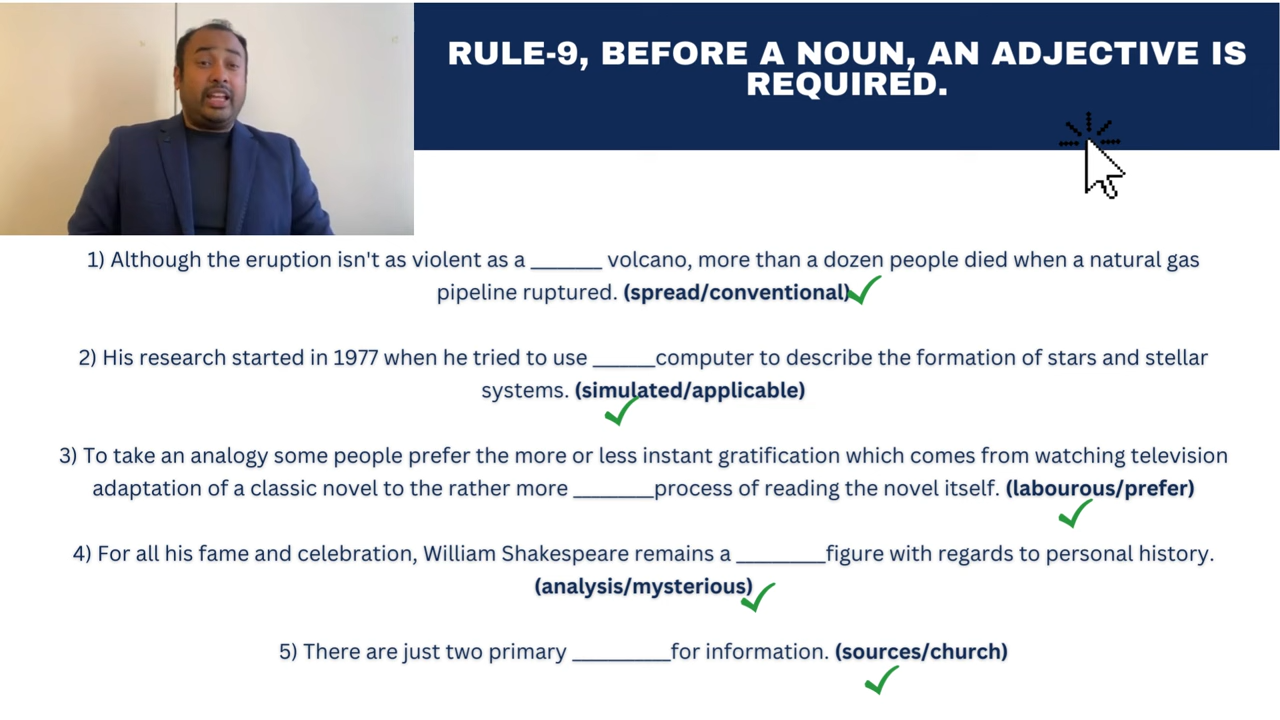 RULE-9, BEFORE A NOUN, AN ADJECTIVE IS
REQUIRED.
1) Although the eruption isn't as violent as a _______ volcano, more than a dozen people died when a natural gas
pipeline ruptured. (spread/conventional)
2) His research started in 1977 when he tried to use ______computer to describe the formation of stars and stellar
systems. (simulated/applicable)
3) To take an analogy some people prefer the more or less instant gratification which comes from watching television
adaptation of a classic novel to the rather more ________process of reading the novel itself. (labourous/prefer)
4) For all his fame and celebration, William Shakespeare remains a _________figure with regards to personal history.
(analysis/mysterious)
5) There are just two primary __________for information. (sources/church)